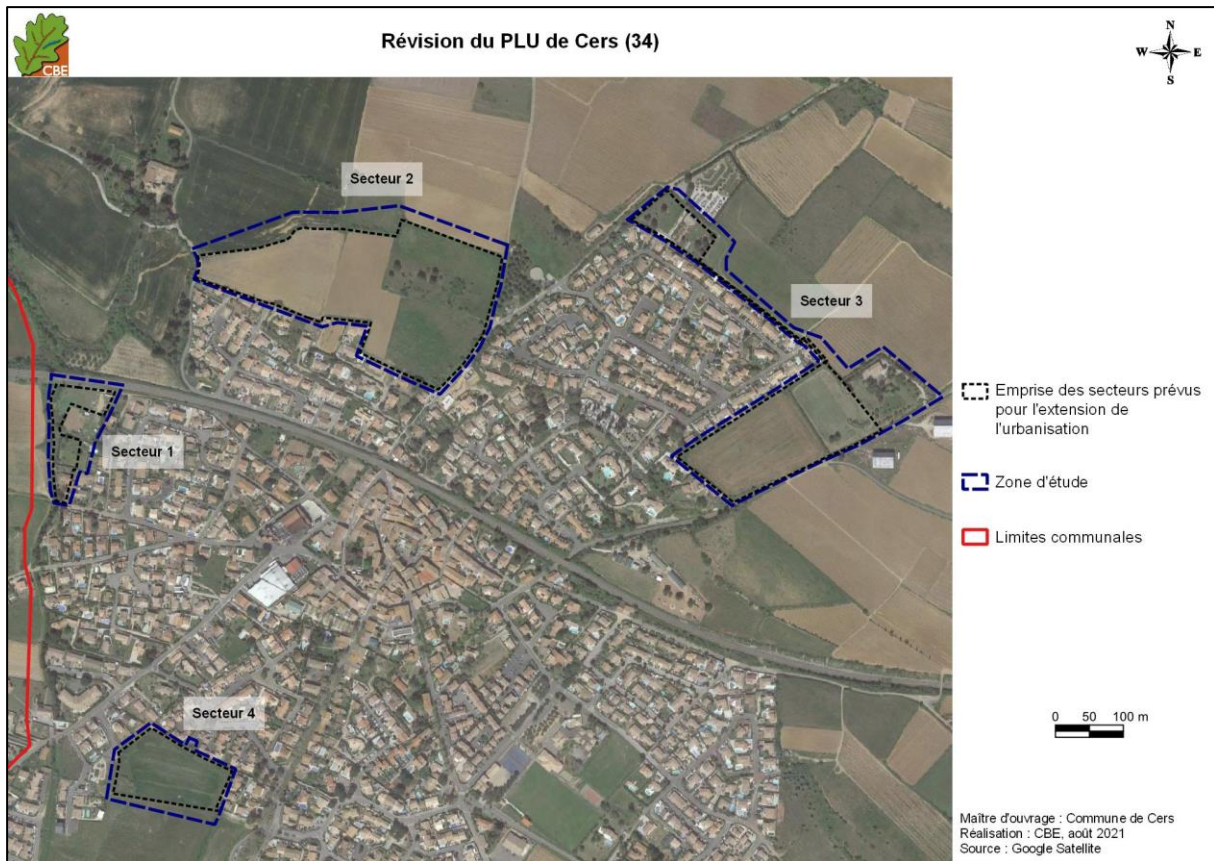 CBE
Révision du PLU de Cers (34)
N
W E
S
Secteur 2
Secteur 3
Secteur 1
Secteur 4
Emprise des secteurs prévus
pour l'extension de
l'urbanisation
Zone d'étude
Limites communales
0 50 100 m
Maître d'ouvrage : Commune de Cers
Réalisation : CBE, août 2021
Source : Google Satellite